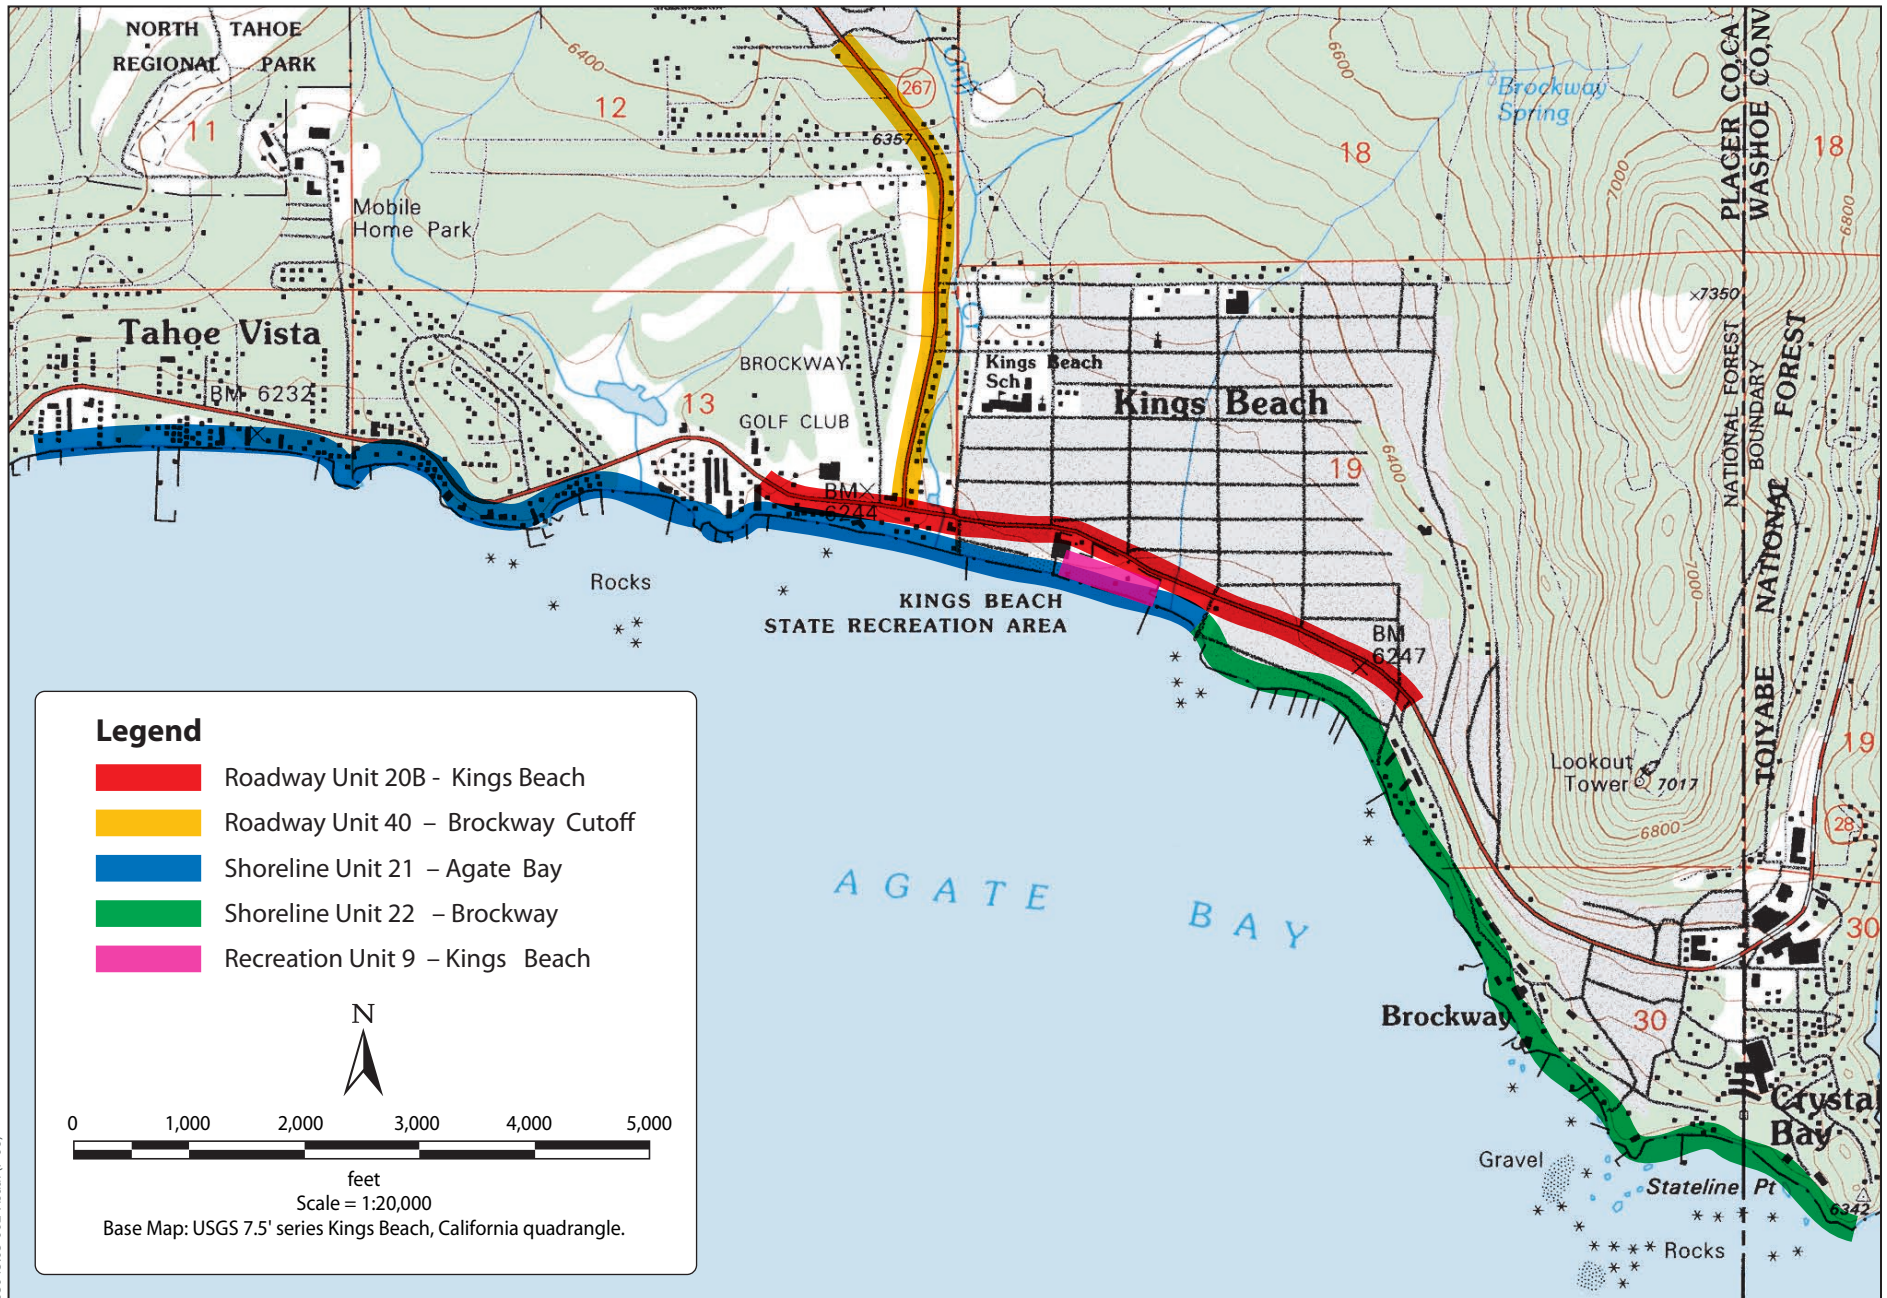 NORTH TAHOE
REGIONAL PARK
11
12
6400
267
6357
Mobile
Home Park
6600
Brockway
Spring
18
PLACER CO,CA
WASHOE CO,NV
18
7000
6800
×7350
Tahoe Vista
BM 6232
13
BROCKWAY
GOLF CLUB
Kings Beach
Sch
Kings Beach
19
6400
NATIONAL FOREST
BOUNDARY
TOIYABE NATIONAL FOREST
7000
BM×
6244
Rocks
KINGS BEACH
STATE RECREATION AREA
BM
6247
Lookout
Tower
7017
6800
19
28
30
AGATE BAY
Brockway
30
Crystal
Bay
Gravel
Stateline Pt
6342
Rocks
Legend
Roadway Unit 20B - Kings Beach
Roadway Unit 40 – Brockway Cutoff
Shoreline Unit 21 – Agate Bay
Shoreline Unit 22 – Brockway
Recreation Unit 9 – Kings Beach
N
0 1,000 2,000 3,000 4,000 5,000
feet
Scale = 1:20,000
Base Map: USGS 7.5' series Kings Beach, California quadrangle.